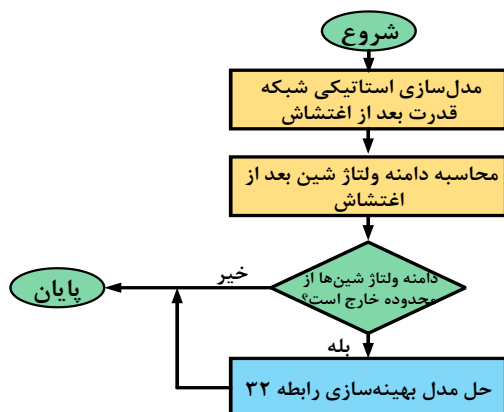 شروع
مدل‌سازی استاتیکی شبکه
قدرت بعد از اغتشاش
محاسبه دامنه ولتاژ شین بعد از
اغتشاش
دامنه ولتاژ شین‌ها از
محدوده خارج است؟
خیر
پایان
بله
حل مدل بهینه‌سازی رابطه ۳۲